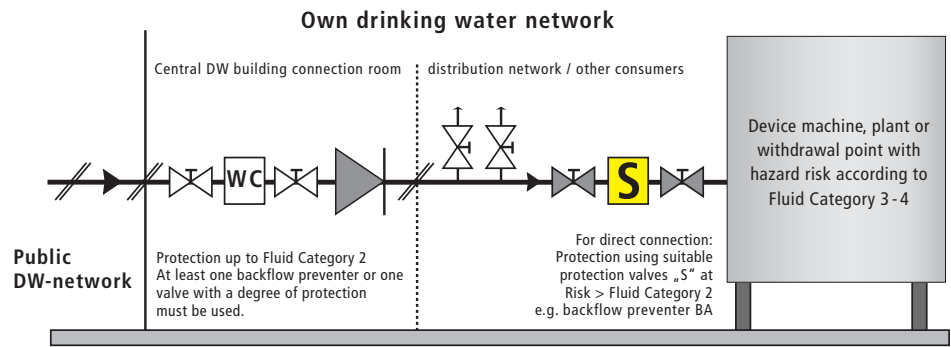 Own drinking water network
Central DW building connection room
distribution network / other consumers
WC
S
Device machine, plant or
withdrawal point with
hazard risk according to
Fluid Category 3 - 4
Public
DW-network
Protection up to Fluid Category 2
At least one backflow preventer or one
valve with a degree of protection
must be used.
For direct connection:
Protection using suitable
protection valves „S“ at
Risk > Fluid Category 2
e.g. backflow preventer BA